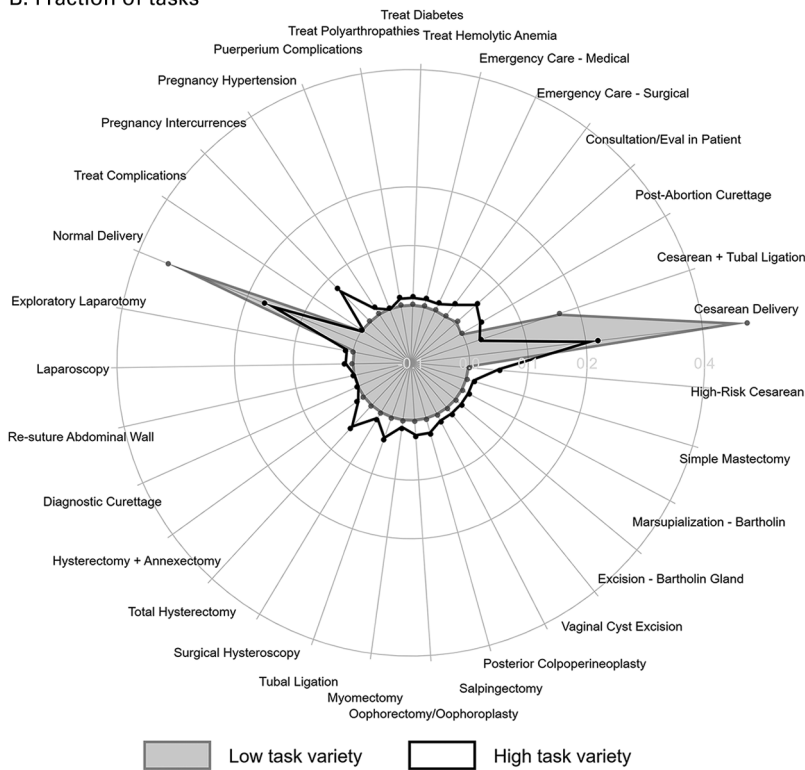 B. Fraction of tasks
Treat Diabetes
Treat Polyarthropathies
Treat Hemolytic Anemia
Puerperium Complications
Emergency Care - Medical
Pregnancy Hypertension
Emergency Care - Surgical
Pregnancy Intercurrences
Consultation/Eval in Patient
Treat Complications
Post-Abortion Curettage
Normal Delivery
Cesarean + Tubal Ligation
Exploratory Laparotomy
Cesarean Delivery
Laparoscopy
0.1
0.2
0.4
High-Risk Cesarean
Re-suture Abdominal Wall
Simple Mastectomy
Diagnostic Curettage
Marsupialization - Bartholin
Hysterectomy + Annexectomy
Excision - Bartholin Gland
Total Hysterectomy
Vaginal Cyst Excision
Surgical Hysteroscopy
Posterior Colpoperineoplasty
Tubal Ligation
Salpingectomy
Myomectomy
Oophorectomy/Oophoroplasty
Low task variety
High task variety